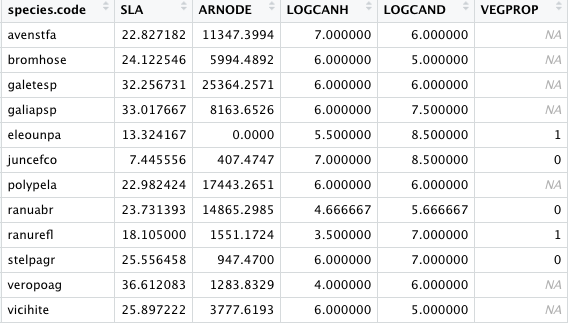 species.code SLA ARNODE LOGCANH LOGCAND VEGPROP
avenstfa 22.827182 11347.3994 7.000000 6.000000 NA
bromhose 24.122546 5994.4892 6.000000 5.000000 NA
galetesp 32.256731 25364.2571 6.000000 6.000000 NA
galiapsp 33.017667 8163.6526 6.000000 7.500000 NA
eleounpa 13.324167 0.0000 5.500000 8.500000 1
juncefco 7.445556 407.4747 7.000000 8.500000 0
polypela 22.982424 17443.2651 6.000000 6.000000 NA
ranuabr 23.731393 14865.2985 4.666667 5.666667 0
ranurefl 18.105000 1551.1724 3.500000 7.000000 1
stelpagr 25.556458 947.4700 6.000000 7.000000 0
veropoag 36.612083 1283.8329 4.000000 6.000000 NA
vicihite 25.897222 3777.6193 6.000000 5.000000 NA